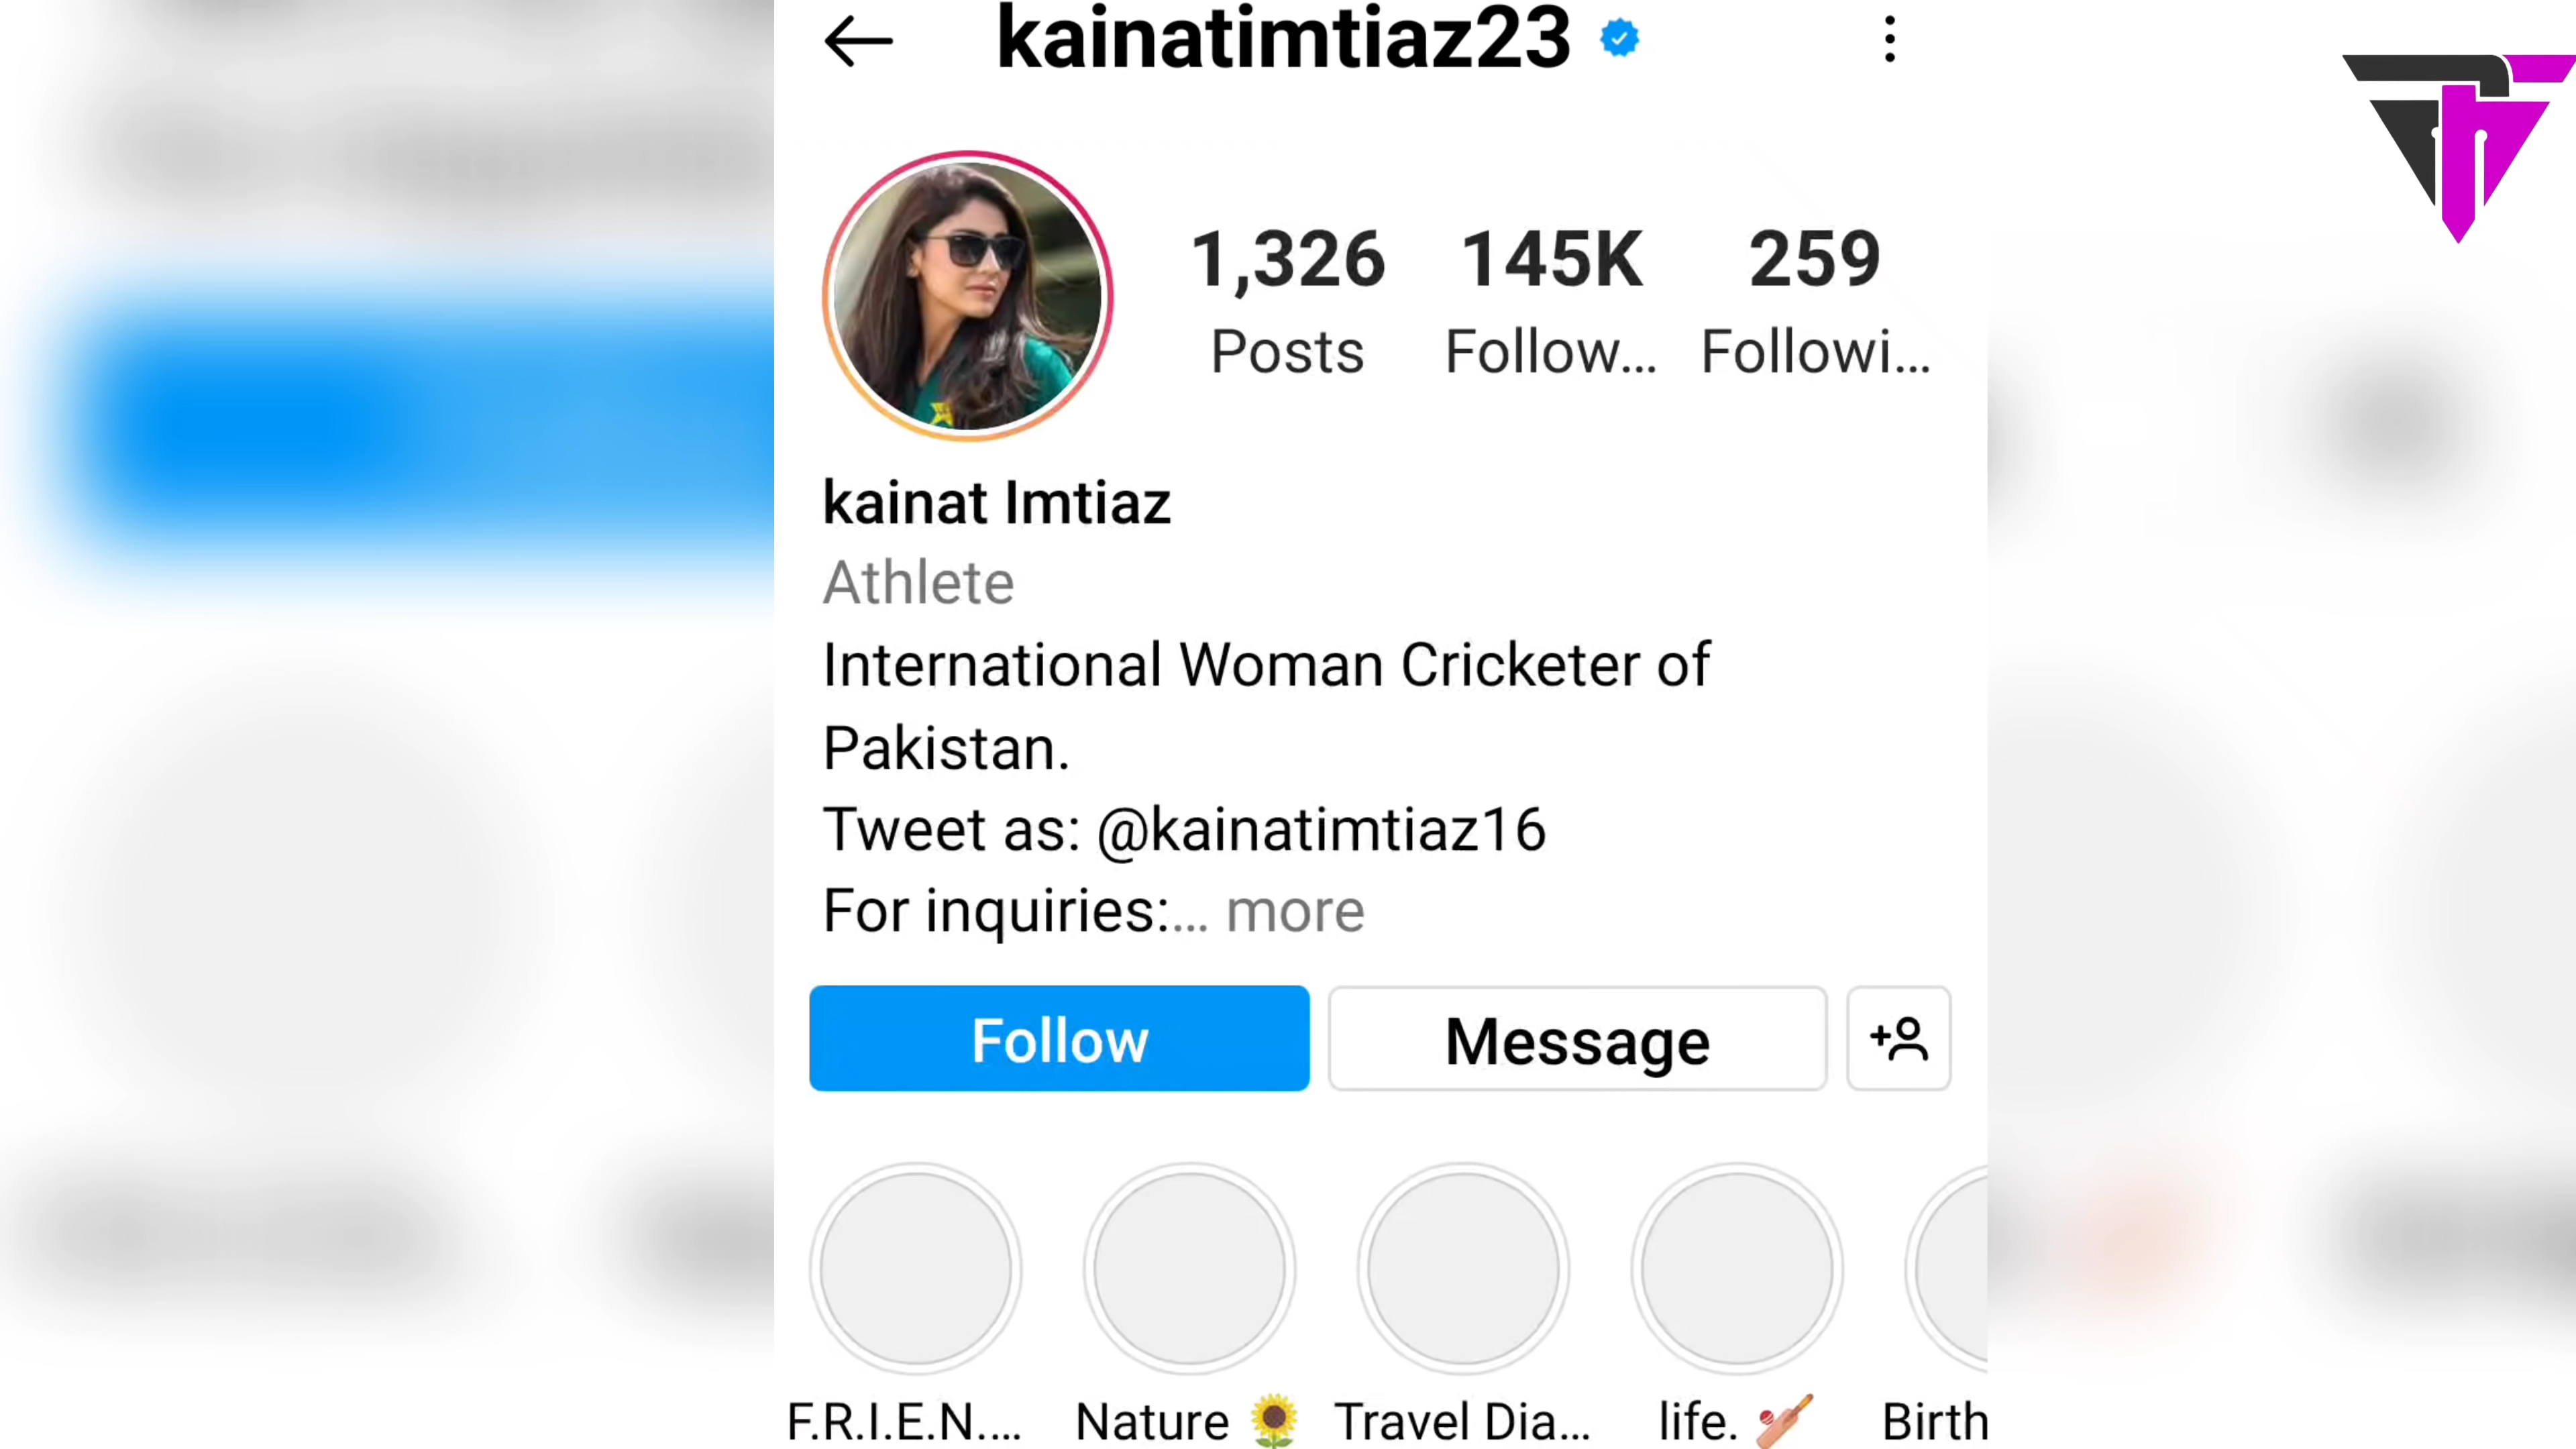 kainatimtiaz23
1,326 145K 259
Posts Follow... Followi...
kainat Imtiaz
Athlete
International Woman Cricketer of
Pakistan.
Tweet as: @kainatimtiaz16
For inquiries:... more
Follow Message
F.R.I.E.N.... Nature 🌻 Travel Dia... life. 🏏 Birth